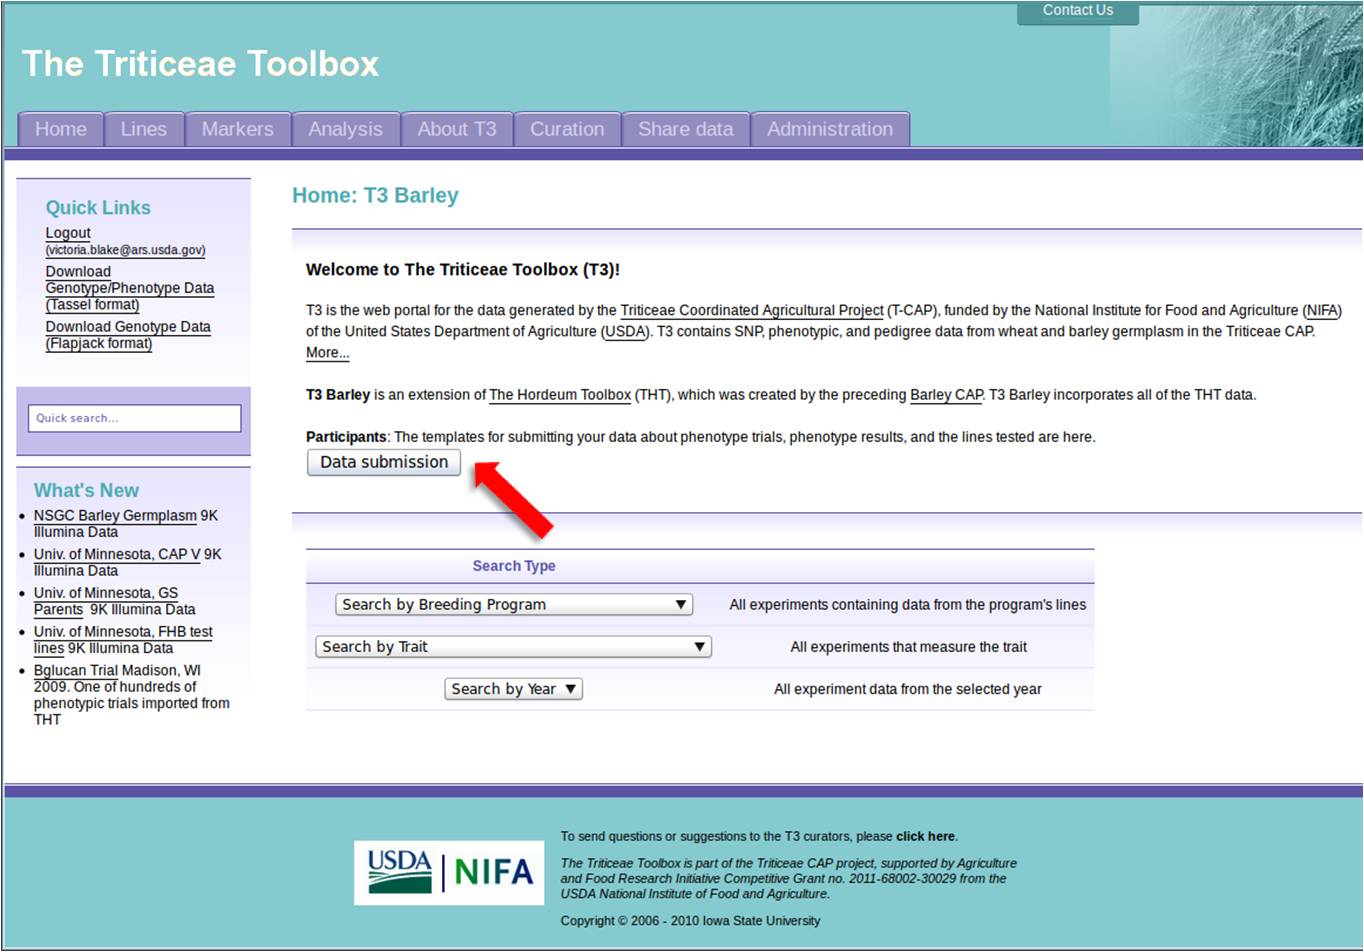 Contact Us
The Triticeae Toolbox
Home
Lines
Markers
Analysis
About T3
Curation
Share data
Administration
Quick Links
Logout
(victoria.blake@ars.usda.gov)
Download
Genotype/Phenotype Data
(Tassel format)
Download Genotype Data
(Flapjack format)
Quick search...
What's New
NSGC Barley Germplasm 9K
Illumina Data
Univ. of Minnesota, CAP V 9K
Illumina Data
Univ. of Minnesota, GS
Parents 9K Illumina Data
Univ. of Minnesota, FHB test
lines 9K Illumina Data
Bglucan Trial Madison, WI
2009. One of hundreds of
phenotypic trials imported from
THT
Home: T3 Barley
Welcome to The Triticeae Toolbox (T3)!
T3 is the web portal for the data generated by the Triticeae Coordinated Agricultural Project (T-CAP), funded by the National Institute for Food and Agriculture (NIFA)
of the United States Department of Agriculture (USDA). T3 contains SNP, phenotypic, and pedigree data from wheat and barley germplasm in the Triticeae CAP.
More...
T3 Barley is an extension of The Hordeum Toolbox (THT), which was created by the preceding Barley CAP. T3 Barley incorporates all of the THT data.
Participants: The templates for submitting your data about phenotype trials, phenotype results, and the lines tested are here.
Data submission
Search Type
Search by Breeding Program
All experiments containing data from the program's lines
Search by Trait
All experiments that measure the trait
Search by Year
All experiment data from the selected year
USDA
NIFA
To send questions or suggestions to the T3 curators, please click here.
The Triticeae Toolbox is part of the Triticeae CAP project, supported by Agriculture
and Food Research Initiative Competitive Grant no. 2011-68002-30029 from the
USDA National Institute of Food and Agriculture.
Copyright © 2006 - 2010 Iowa State University